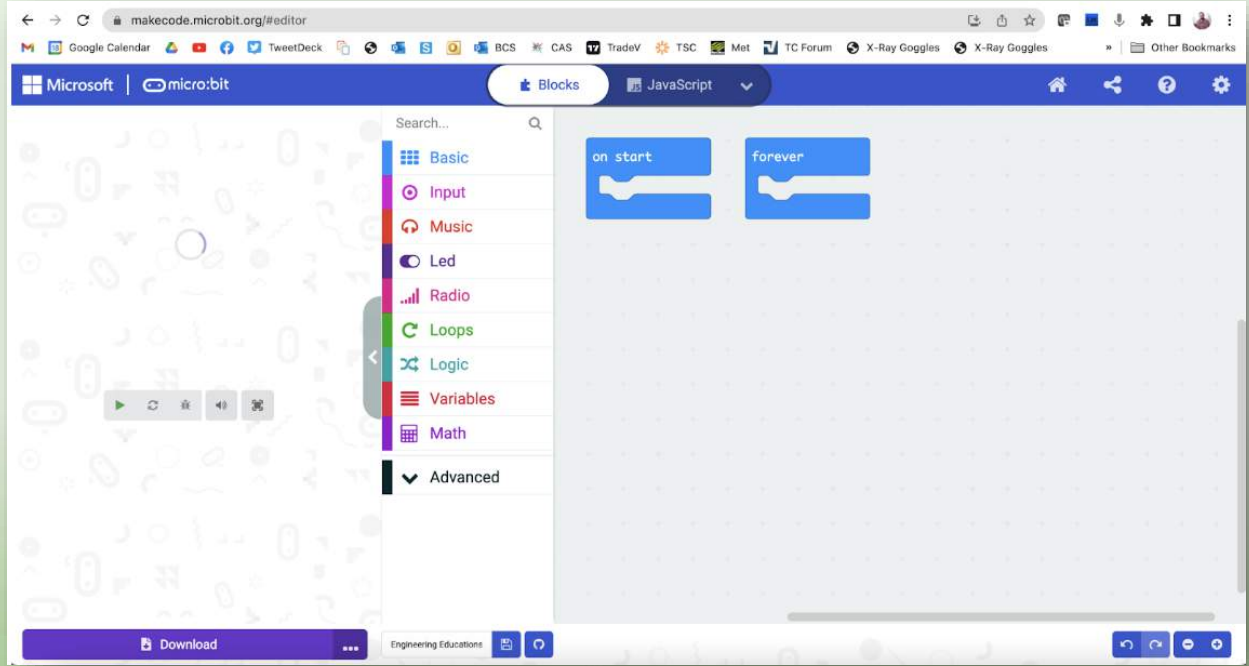 makecode.microbit.org/#editor
Google Calendar TweetDeck BCS CAS TradeV TSC Met TC Forum X-Ray Goggles X-Ray Goggles » Other Bookmarks
Microsoft micro:bit Blocks JavaScript
Search...
Basic
Input
Music
Led
Radio
Loops
Logic
Variables
Math
Advanced
on start
forever
Download ... Engineering Educations